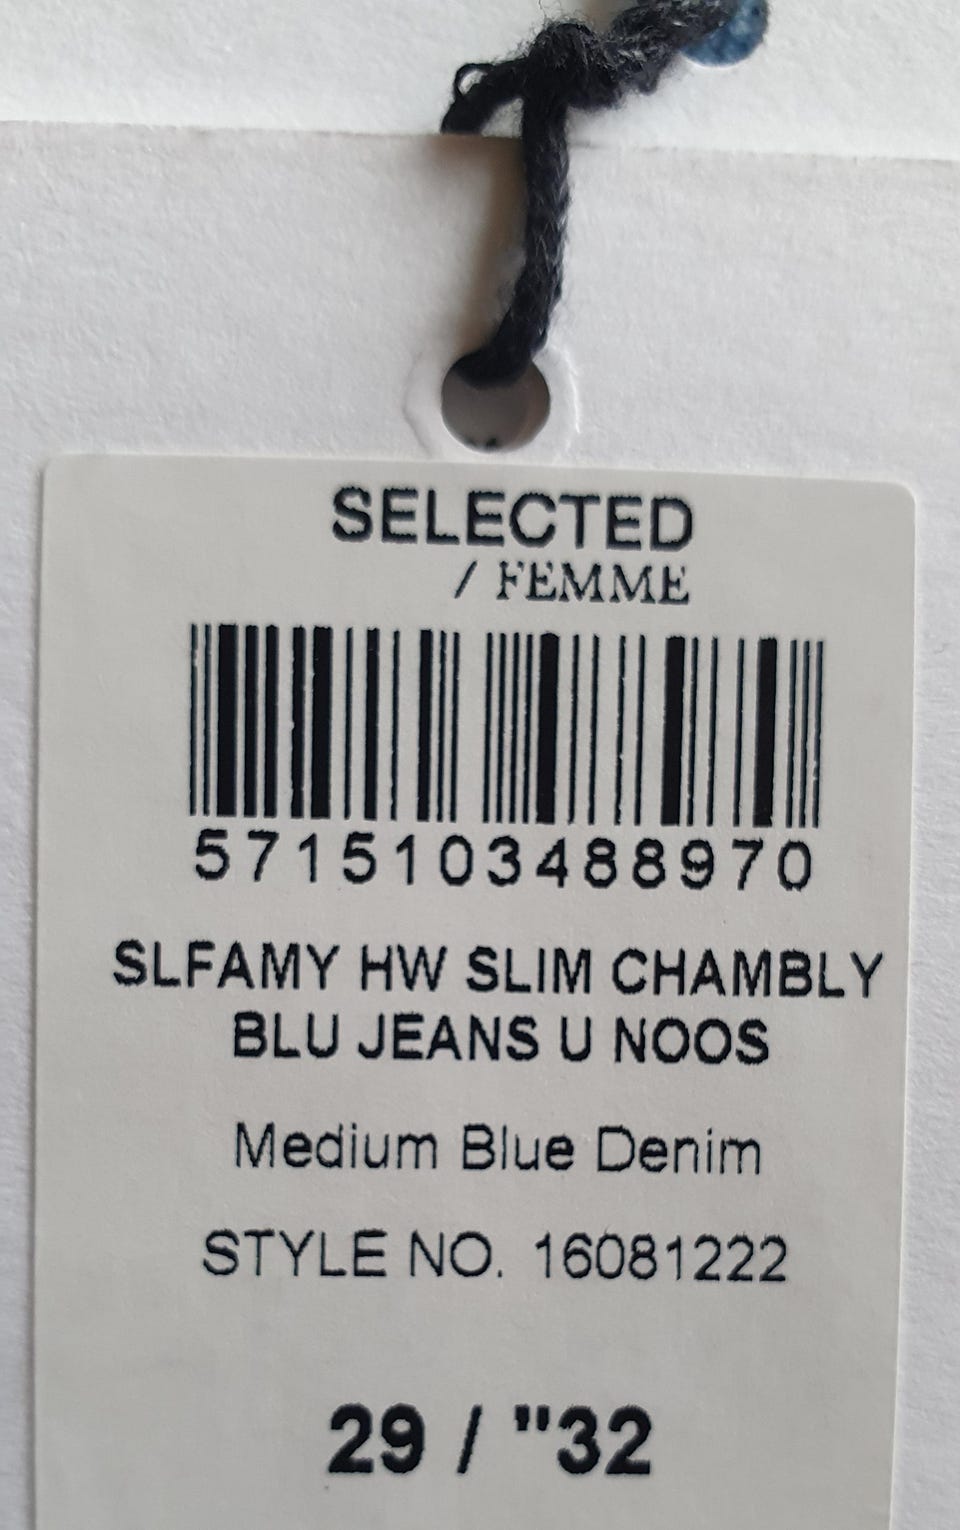 SELECTED
/ FEMME
5715103488970
SLFAMY HW SLIM CHAMBLY
BLU JEANS U NOOS
Medium Blue Denim
STYLE NO. 16081222
29 / "32